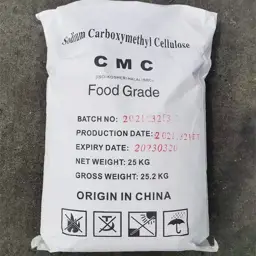 Sodium Carboxymethyl Cellulose
C M C
Food Grade
BATCH NO:
PRODUCTION DATE:
EXPIRY DATE: 20230320
NET WEIGHT: 25 KG
GROSS WEIGHT: 25.2 KG
ORIGIN IN CHINA